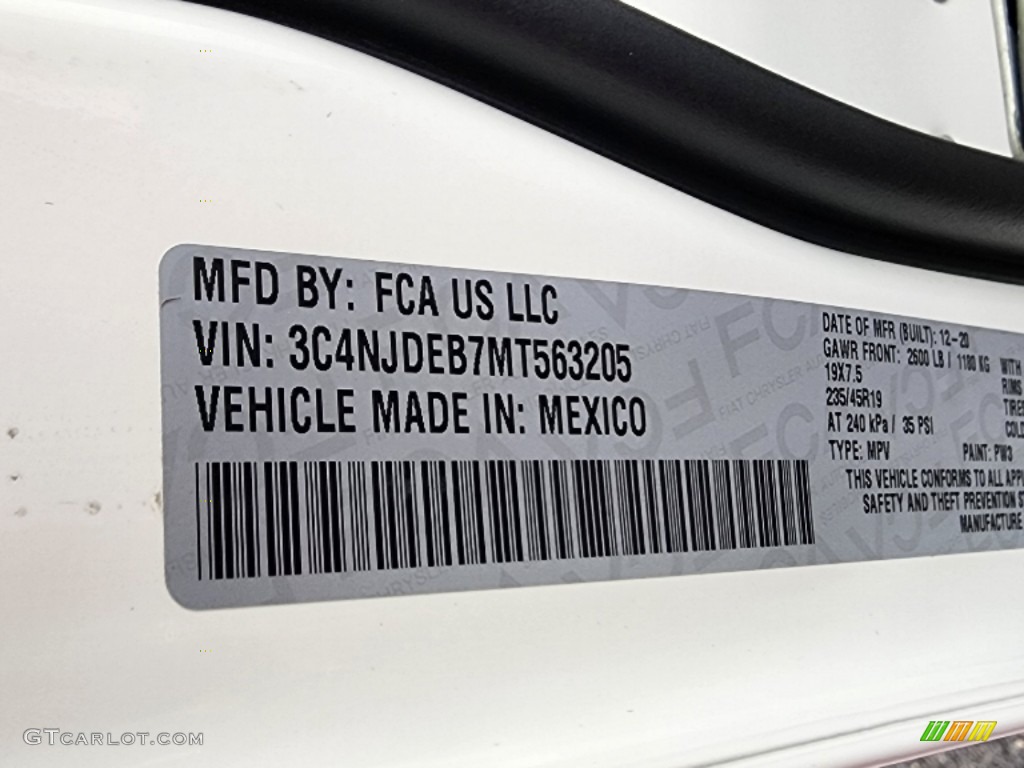 MFD BY: FCA US LLC
VIN: 3C4NJDEB7MT563205
VEHICLE MADE IN: MEXICO
DATE OF MFR (BUILT): 12-20
GAWR FRONT: 2600 LB / 1180 KG WITH
19X7.5 RIMS
235/45R19 TIRES
AT 240 kPa / 35 PSI COLD
TYPE: MPV PAINT: PW3
THIS VEHICLE CONFORMS TO ALL APPL
SAFETY AND THEFT PREVENTION S
MANUFACTURE
GTCARLOT.COM